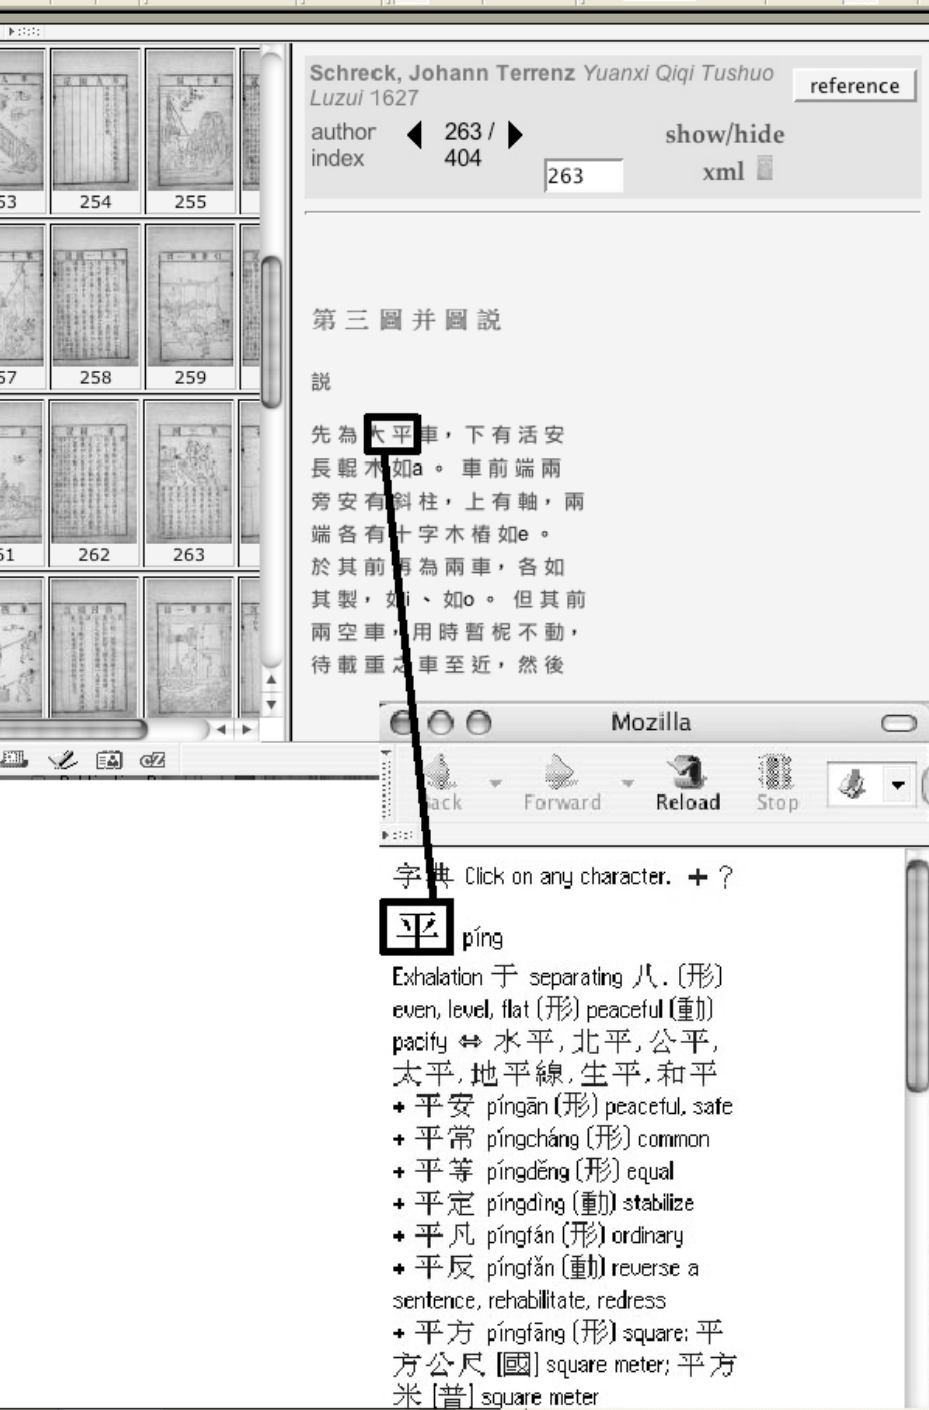 Schreck, Johann Terrenz Yuanxi Qiqi Tushuo
Luzui 1627
reference
author
index
263 /
404
263
show/hide
xml
53 254 255
57 258 259
61 262 263
第三圖并圖説
説
先為大平車，下有活安
長輥木如a。車前端兩
旁安有斜柱，上有軸，兩
端各有十字木樁如e。
於其前再為兩車，各如
其製，如i、如o。但其前
兩空車，用時暫柅不動，
待載重之車至近，然後
Mozilla
Back Forward Reload Stop
字典 Click on any character. + ?
平 píng
Exhalation 于 separating 八. (形)
even, level, flat (形) peaceful (動)
pacify ⇔ 水平, 北平, 公平,
太平, 地平線, 生平, 和平
+ 平安 píngān (形) peaceful, safe
+ 平常 píngcháng (形) common
+ 平等 píngděng (形) equal
+ 平定 píngdìng (動) stabilize
+ 平凡 píngfán (形) ordinary
+ 平反 píngfǎn (動) reverse a
sentence, rehabilitate, redress
+ 平方 píngfāng (形) square; 平
方公尺 [國] square meter; 平方
米 [普] square meter